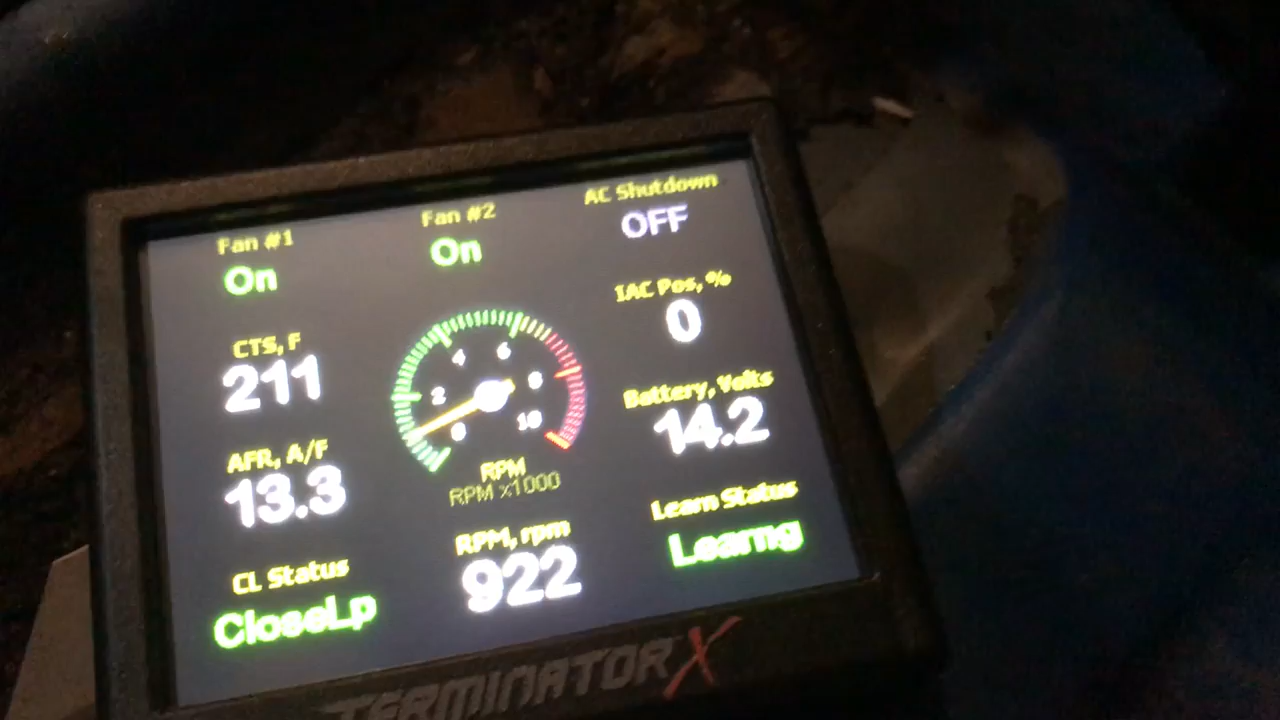 Fan #1
On
Fan #2
On
AC Shutdown
OFF
CTS, F
211
AFR, A/F
13.3
CL Status
CloseLp
0
2
4
6
8
10
RPM
RPM x1000
RPM, rpm
922
IAC Pos, %
0
Battery, Volts
14.2
Learn Status
Learng
TERMINATOR X